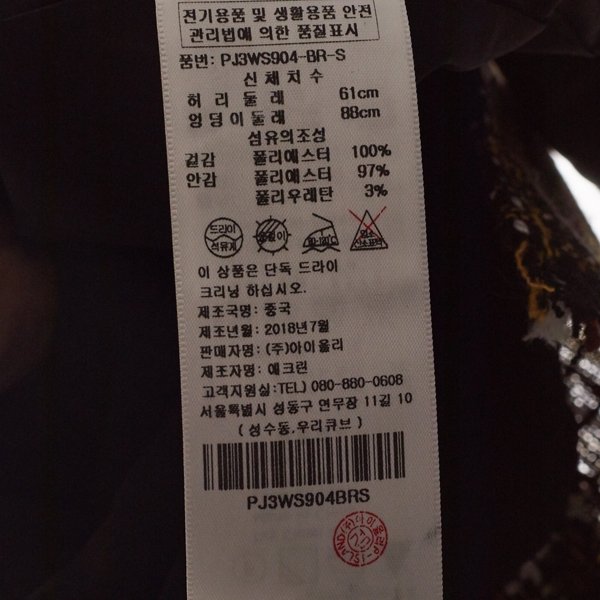 전기용품 및 생활용품 안전
관리법에 의한 품질표시
품번: PJ3WS904-BR-S
신체치수
허리둘레 61cm
엉덩이둘레 88cm
섬유의조성
겉감 폴리에스터 100%
안감 폴리에스터 97%
폴리우레탄 3%
드라이
석유계
이 상품은 단독 드라이
크리닝 하십시오.
제조국명: 중국
제조년월: 2018년7월
판매자명: (주)아이올리
제조자명: 에크린
고객지원실:TEL) 080-880-0608
서울특별시 성동구 연무장 11길 10
(성수동,우리큐브)
PJ3WS904BRS